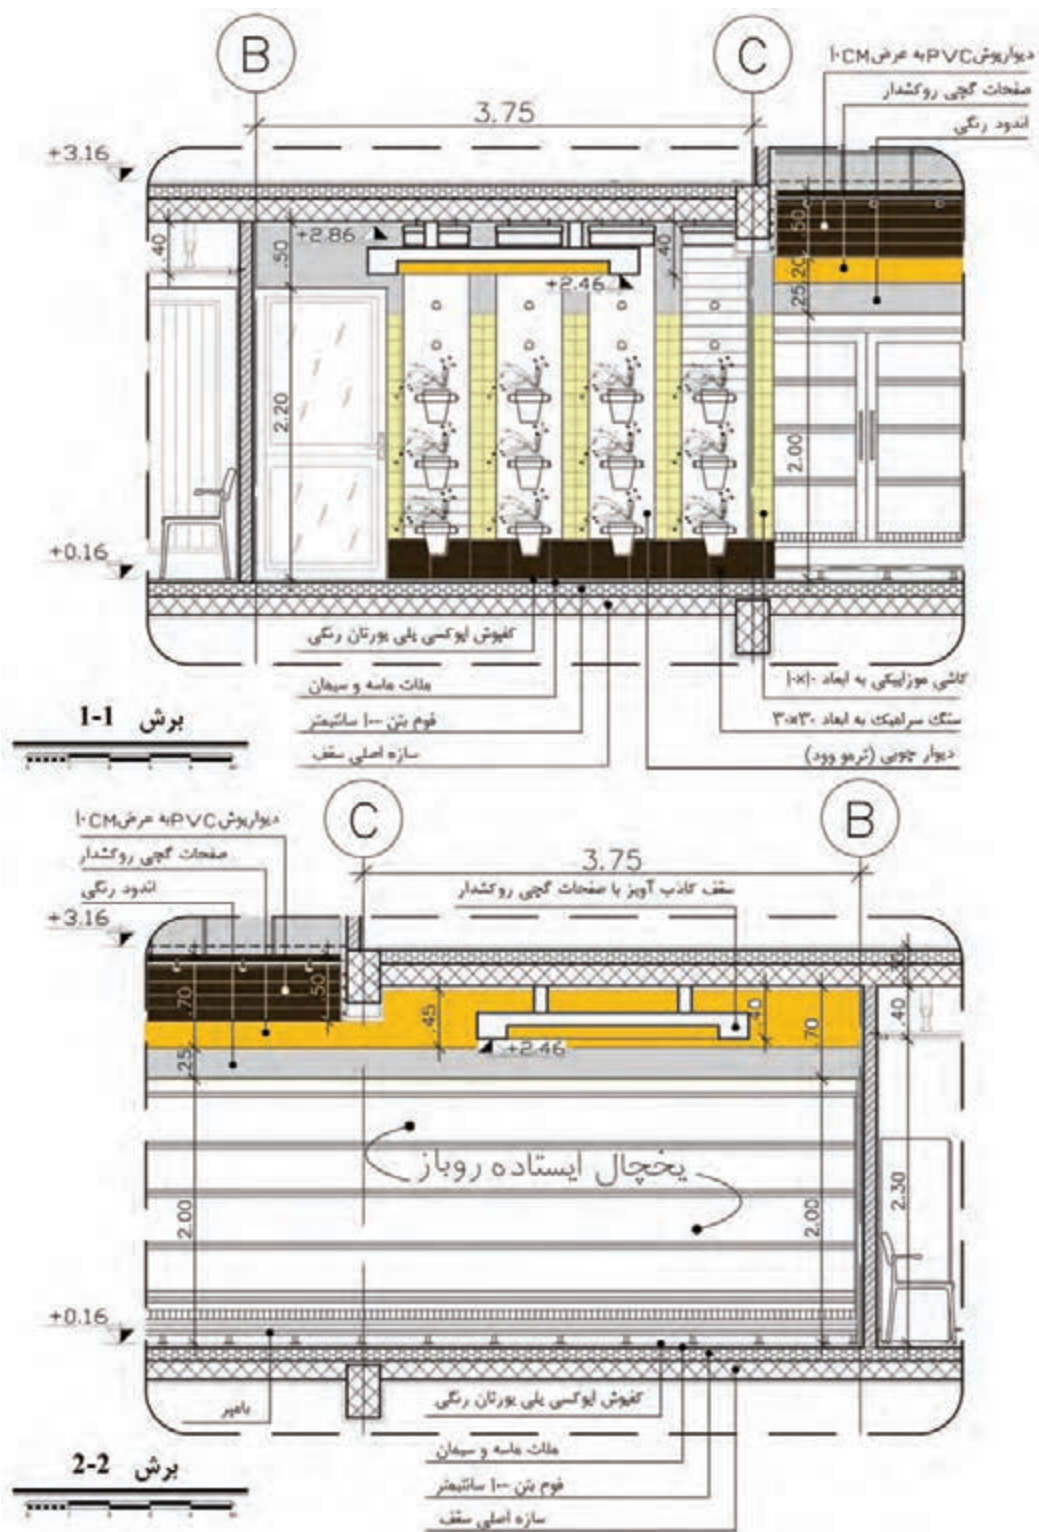 B
C
دیوارپوش PVC به عرض ۱۰CM
صفحات گچی روکشدار
اندود رنگی
3.75
+3.16
.40
.50
+2.86
.40
.50
+2.46
.20
.25
2.20
2.00
+0.16
کفپوش اپوکسی پلی یورتان رنگی
ملات ماسه و سیمان
فوم بتن ۱۰۰ سانتیمتر
سازه اصلی سقف
کاشی موزاییکی به ابعاد ۱۰×۱۰
سنگ سرامیک به ابعاد ۳۰×۳۰
دیوار چوبی (ترمو وود)
برش 1-1
C
B
دیوارپوش PVC به عرض ۱۰CM
صفحات گچی روکشدار
اندود رنگی
3.75
سقف کاذب آویز با صفحات گچی روکشدار
+3.16
.70
.50
.45
.40
.70
.40
.25
+2.46
یخچال ایستاده روباز
2.00
2.00
2.30
+0.16
بامپر
کفپوش اپوکسی پلی یورتان رنگی
ملات ماسه و سیمان
فوم بتن ۱۰۰ سانتیمتر
سازه اصلی سقف
برش 2-2